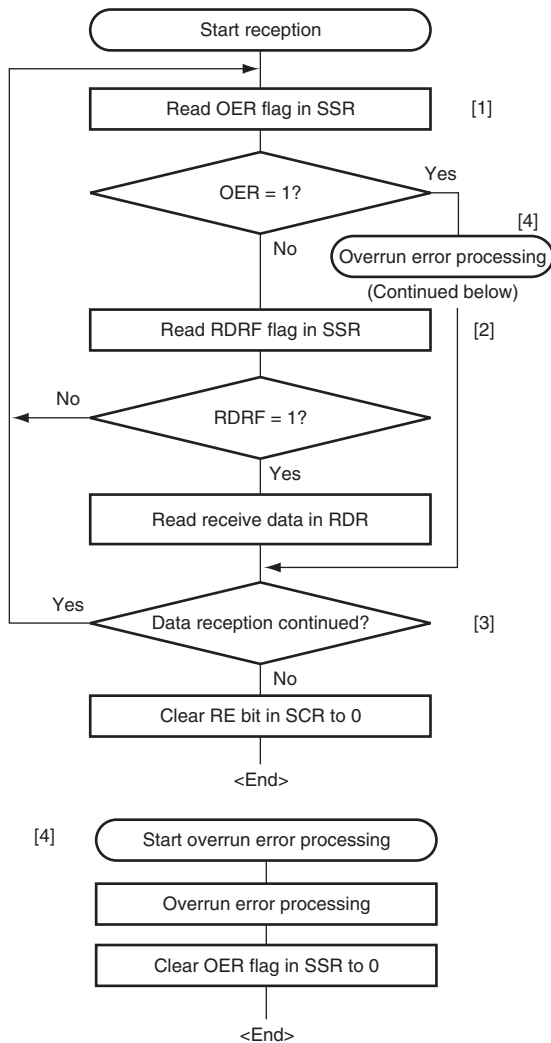 Start reception
Read OER flag in SSR
[1]
OER = 1?
Yes
No
[4]
Overrun error processing
(Continued below)
Read RDRF flag in SSR
[2]
No
RDRF = 1?
Yes
Read receive data in RDR
Yes
Data reception continued?
[3]
No
Clear RE bit in SCR to 0
<End>
[4]
Start overrun error processing
Overrun error processing
Clear OER flag in SSR to 0
<End>